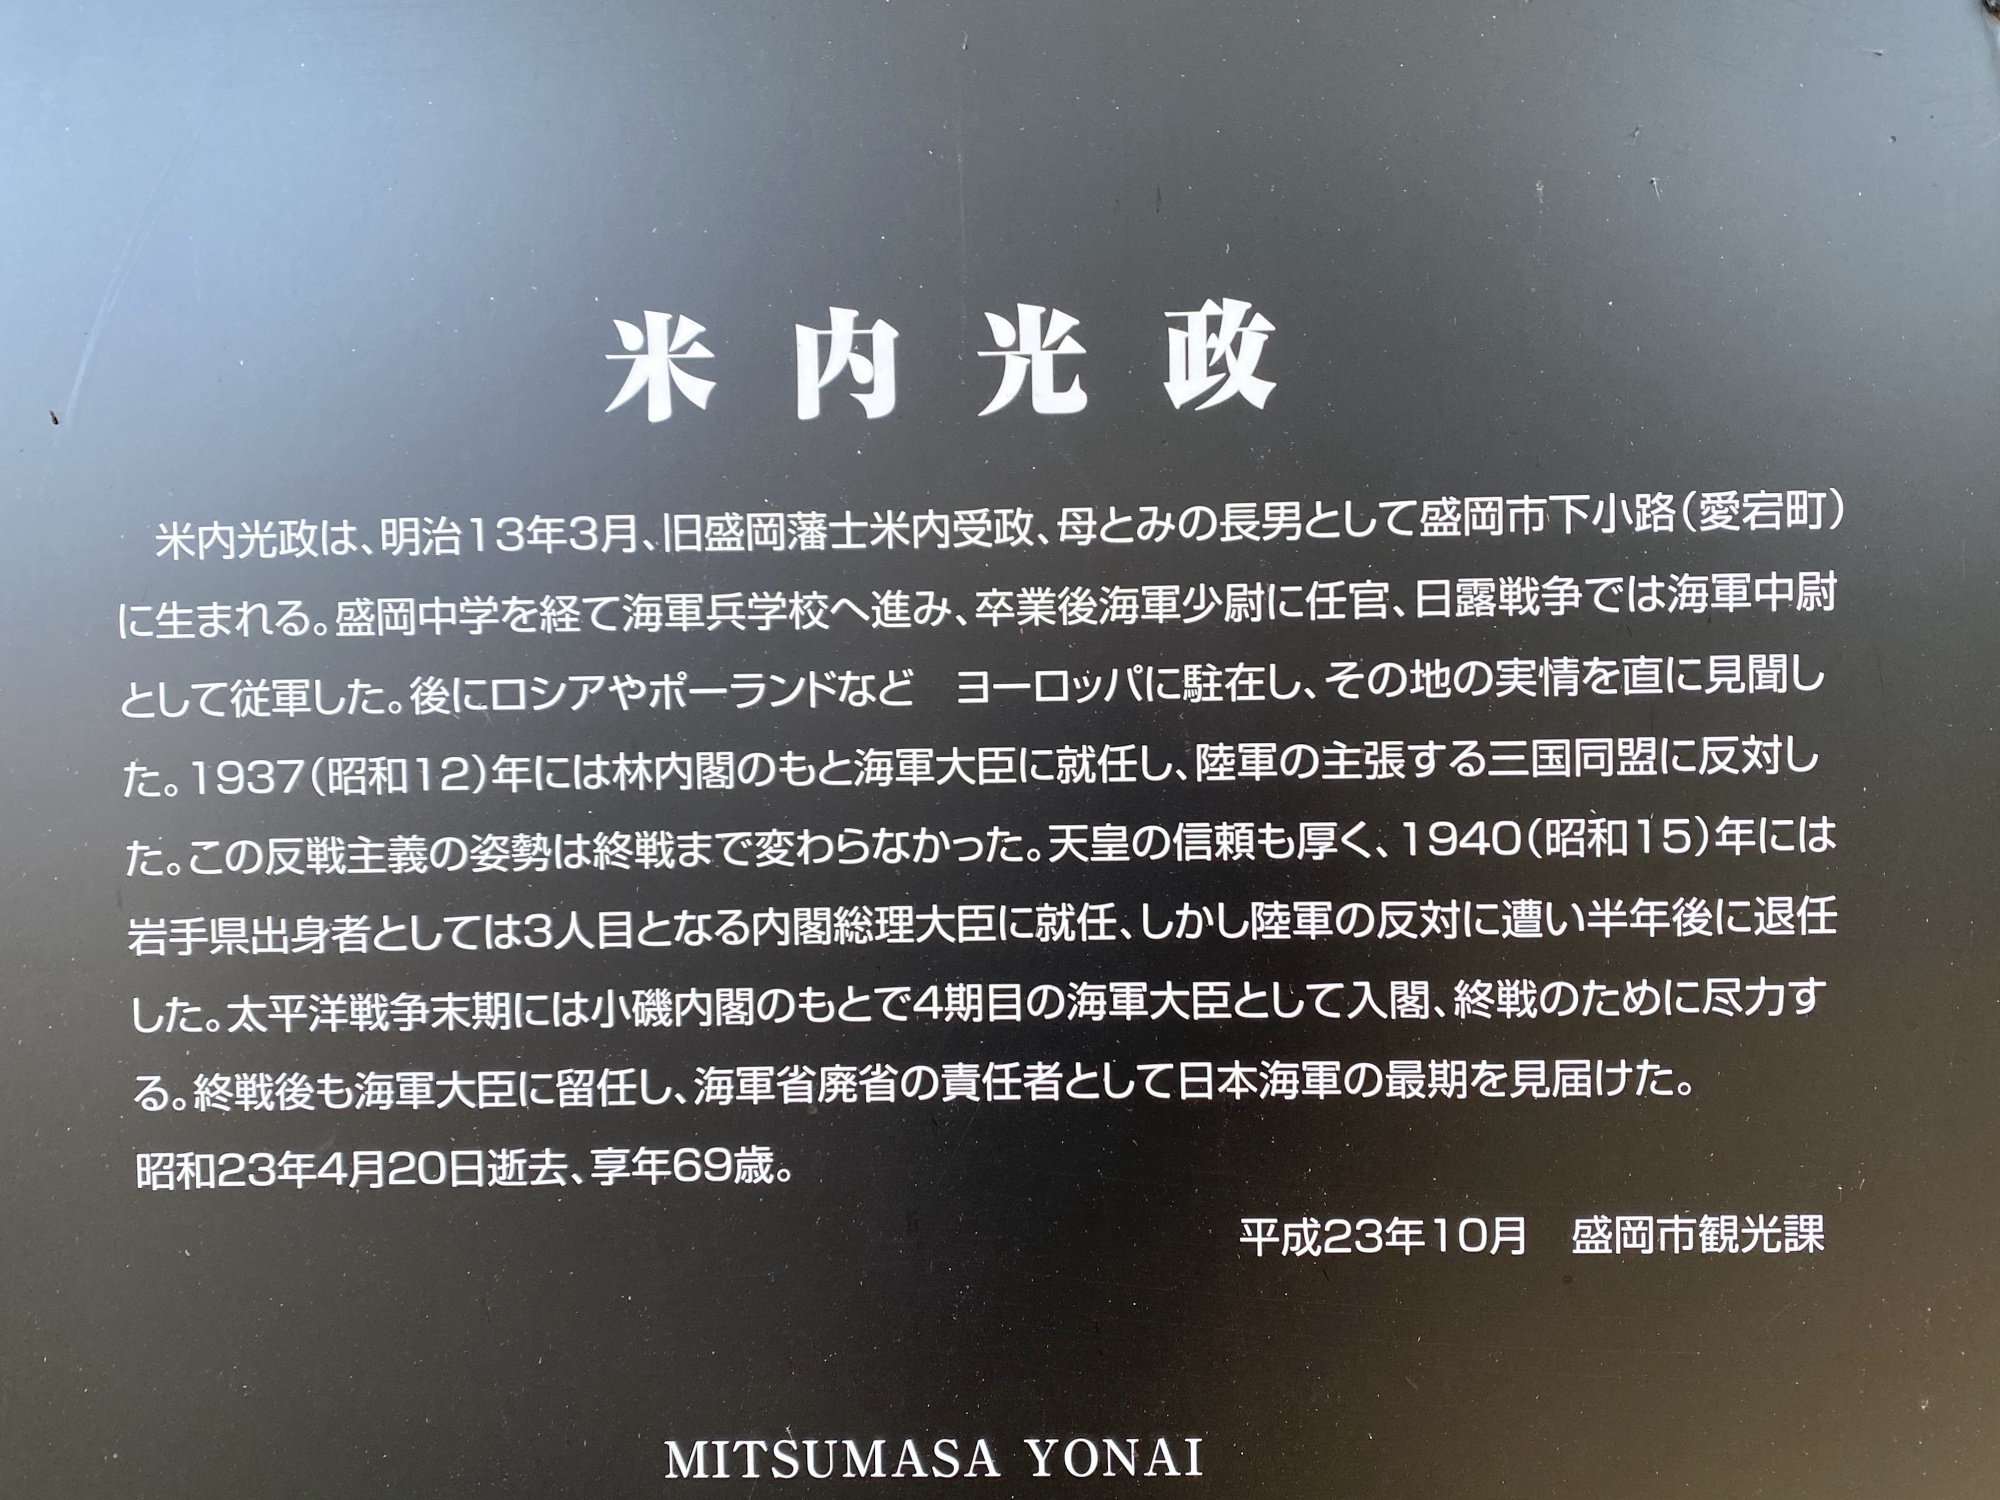 米内光政
米内光政は、明治13年3月、旧盛岡藩士米内受政、母とみの長男として盛岡市下小路(愛宕町)
に生まれる。盛岡中学を経て海軍兵学校へ進み、卒業後海軍少尉に任官、日露戦争では海軍中尉
として従軍した。後にロシアやポーランドなど　ヨーロッパに駐在し、その地の実情を直に見聞し
た。1937(昭和12)年には林内閣のもと海軍大臣に就任し、陸軍の主張する三国同盟に反対し
た。この反戦主義の姿勢は終戦まで変わらなかった。天皇の信頼も厚く、1940(昭和15)年には
岩手県出身者としては3人目となる内閣総理大臣に就任、しかし陸軍の反対に遭い半年後に退任
した。太平洋戦争末期には小磯内閣のもとで4期目の海軍大臣として入閣、終戦のために尽力す
る。終戦後も海軍大臣に留任し、海軍省廃省の責任者として日本海軍の最期を見届けた。
昭和23年4月20日逝去、享年69歳。
平成23年10月　盛岡市観光課
MITSUMASA YONAI